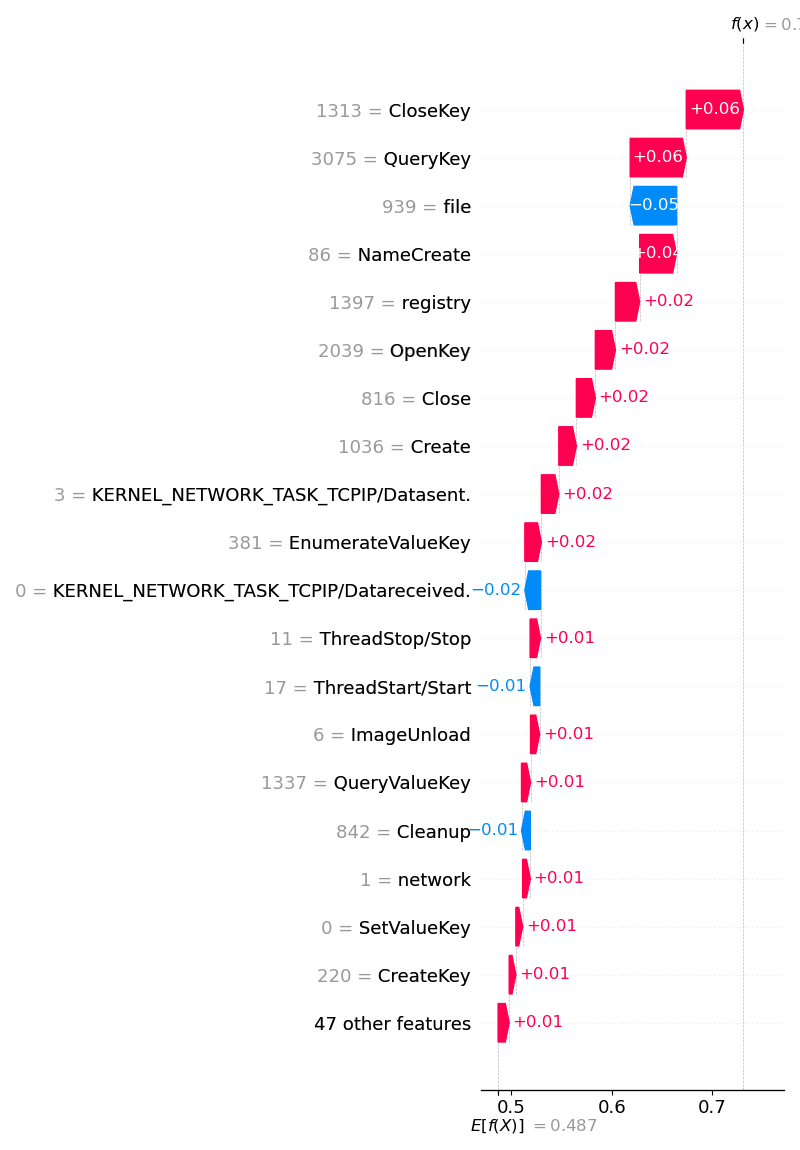 f(x) = 0.7
1313 = CloseKey +0.06
3075 = QueryKey +0.06
939 = file −0.05
86 = NameCreate +0.04
1397 = registry +0.02
2039 = OpenKey +0.02
816 = Close +0.02
1036 = Create +0.02
3 = KERNEL_NETWORK_TASK_TCPIP/Datasent. +0.02
381 = EnumerateValueKey +0.02
0 = KERNEL_NETWORK_TASK_TCPIP/Datareceived. −0.02
11 = ThreadStop/Stop +0.01
17 = ThreadStart/Start −0.01
6 = ImageUnload +0.01
1337 = QueryValueKey +0.01
842 = Cleanup −0.01
1 = network +0.01
0 = SetValueKey +0.01
220 = CreateKey +0.01
47 other features +0.01
0.5 0.6 0.7
E[f(X)] = 0.487